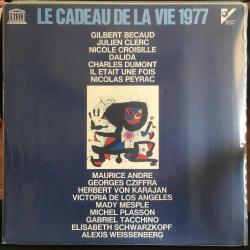 unesco
LE CADEAU DE LA VIE 1977
GILBERT BECAUD
JULIEN CLERC
NICOLE CROISILLE
DALIDA
CHARLES DUMONT
IL ETAIT UNE FOIS
NICOLAS PEYRAC
MAURICE ANDRE
GEORGES CZIFFRA
HERBERT VON KARAJAN
VICTORIA DE LOS ANGELES
MADY MESPLE
MICHEL PLASSON
GABRIEL TACCHINO
ELISABETH SCHWARZKOPF
ALEXIS WEISSENBERG